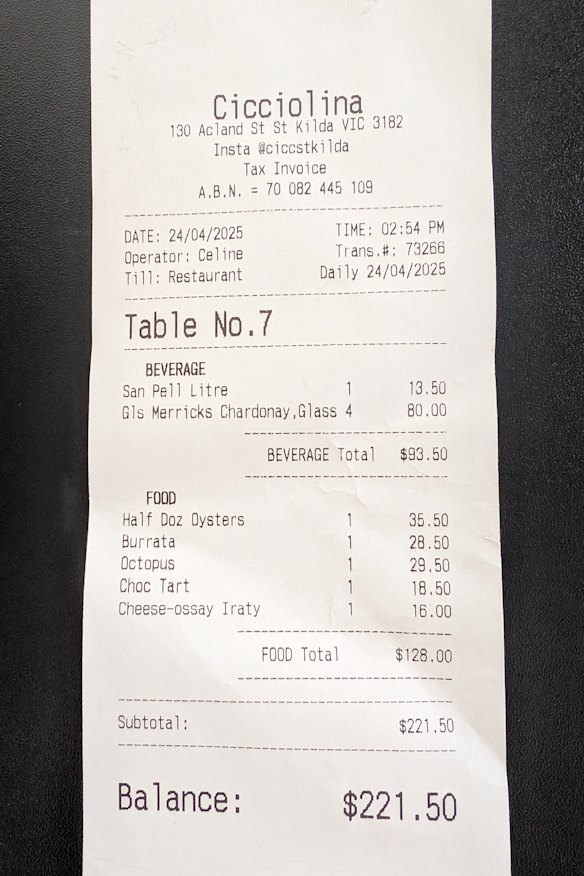 Cicciolina
130 Acland St St Kilda VIC 3182
Insta @ciccstkilda
Tax Invoice
A.B.N. = 70 082 445 109
DATE: 24/04/2025 TIME: 02:54 PM
Operator: Celine Trans.#: 73266
Till: Restaurant Daily 24/04/2025
Table No.7
BEVERAGE
San Pell Litre 1 13.50
Gls Merricks Chardonay,Glass 4 80.00
BEVERAGE Total $93.50
FOOD
Half Doz Oysters 1 35.50
Burrata 1 28.50
Octopus 1 29.50
Choc Tart 1 18.50
Cheese-ossay Iraty 1 16.00
FOOD Total $128.00
Subtotal: $221.50
Balance: $221.50